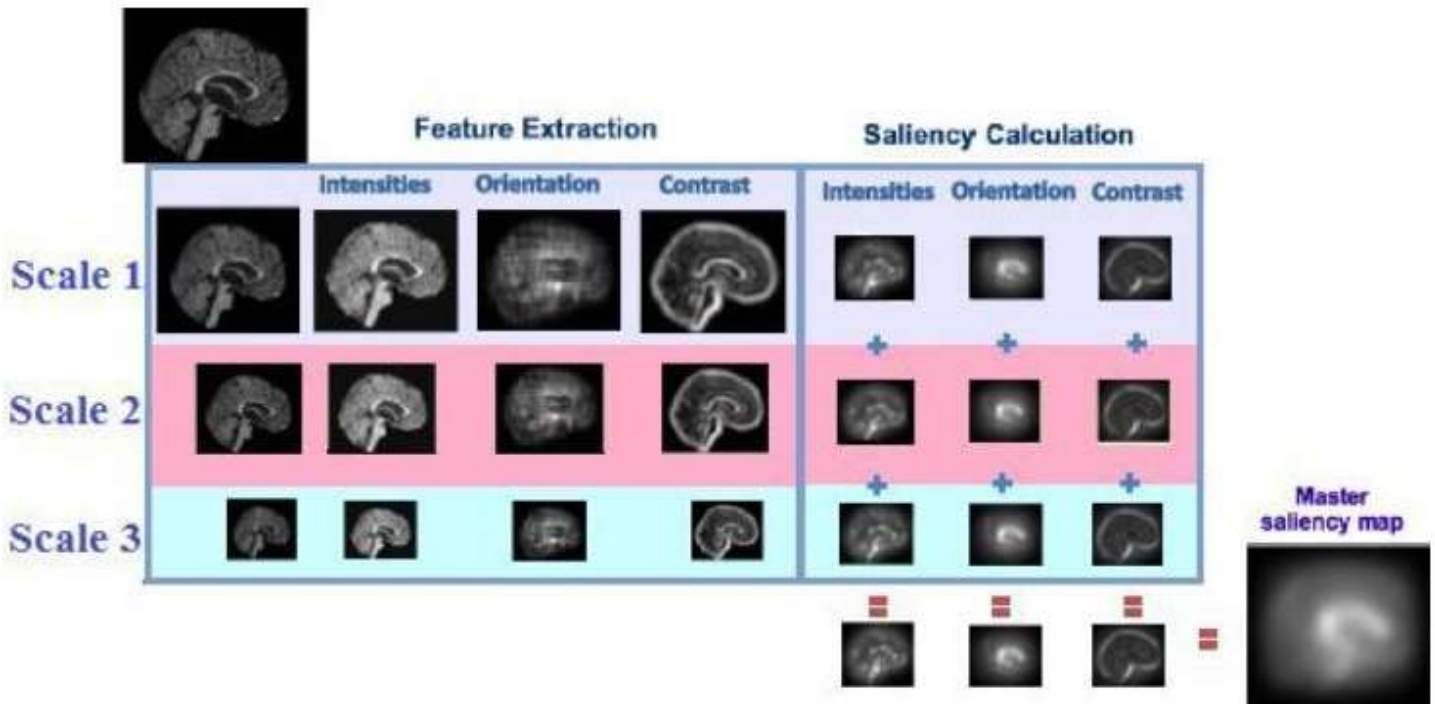 Feature Extraction
Saliency Calculation
Intensities Orientation Contrast
Intensities Orientation Contrast
Scale 1
+ + +
Scale 2
+ + +
Scale 3
Master
saliency map
= = =
=